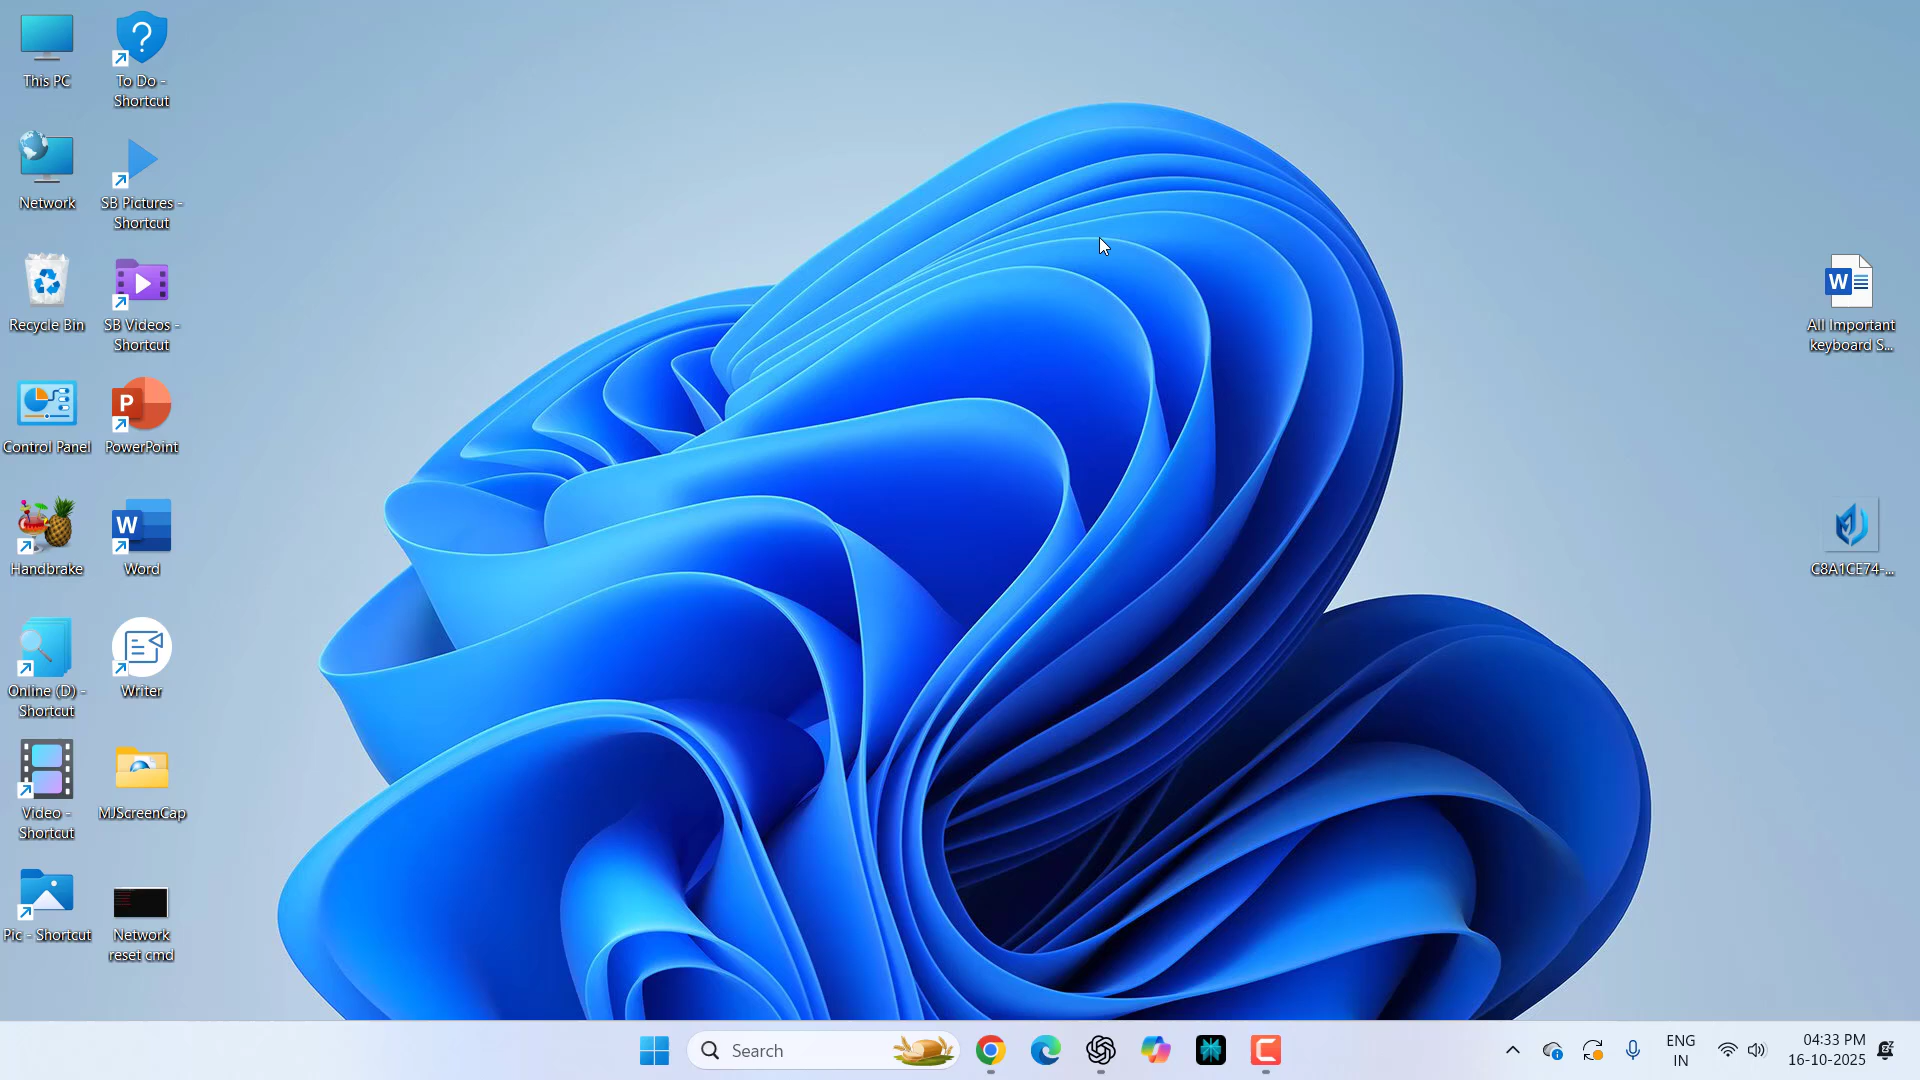 This PC
To Do -
Shortcut
Network
SB Pictures -
Shortcut
Recycle Bin
SB Videos -
Shortcut
Control Panel
PowerPoint
Handbrake
Word
Online (D) -
Shortcut
Writer
Video -
Shortcut
MJScreenCap
Pic - Shortcut
Network
reset cmd
All Important
keyboard S...
C8A1CE74-...
Search
ENG
IN
04:33 PM
16-10-2025